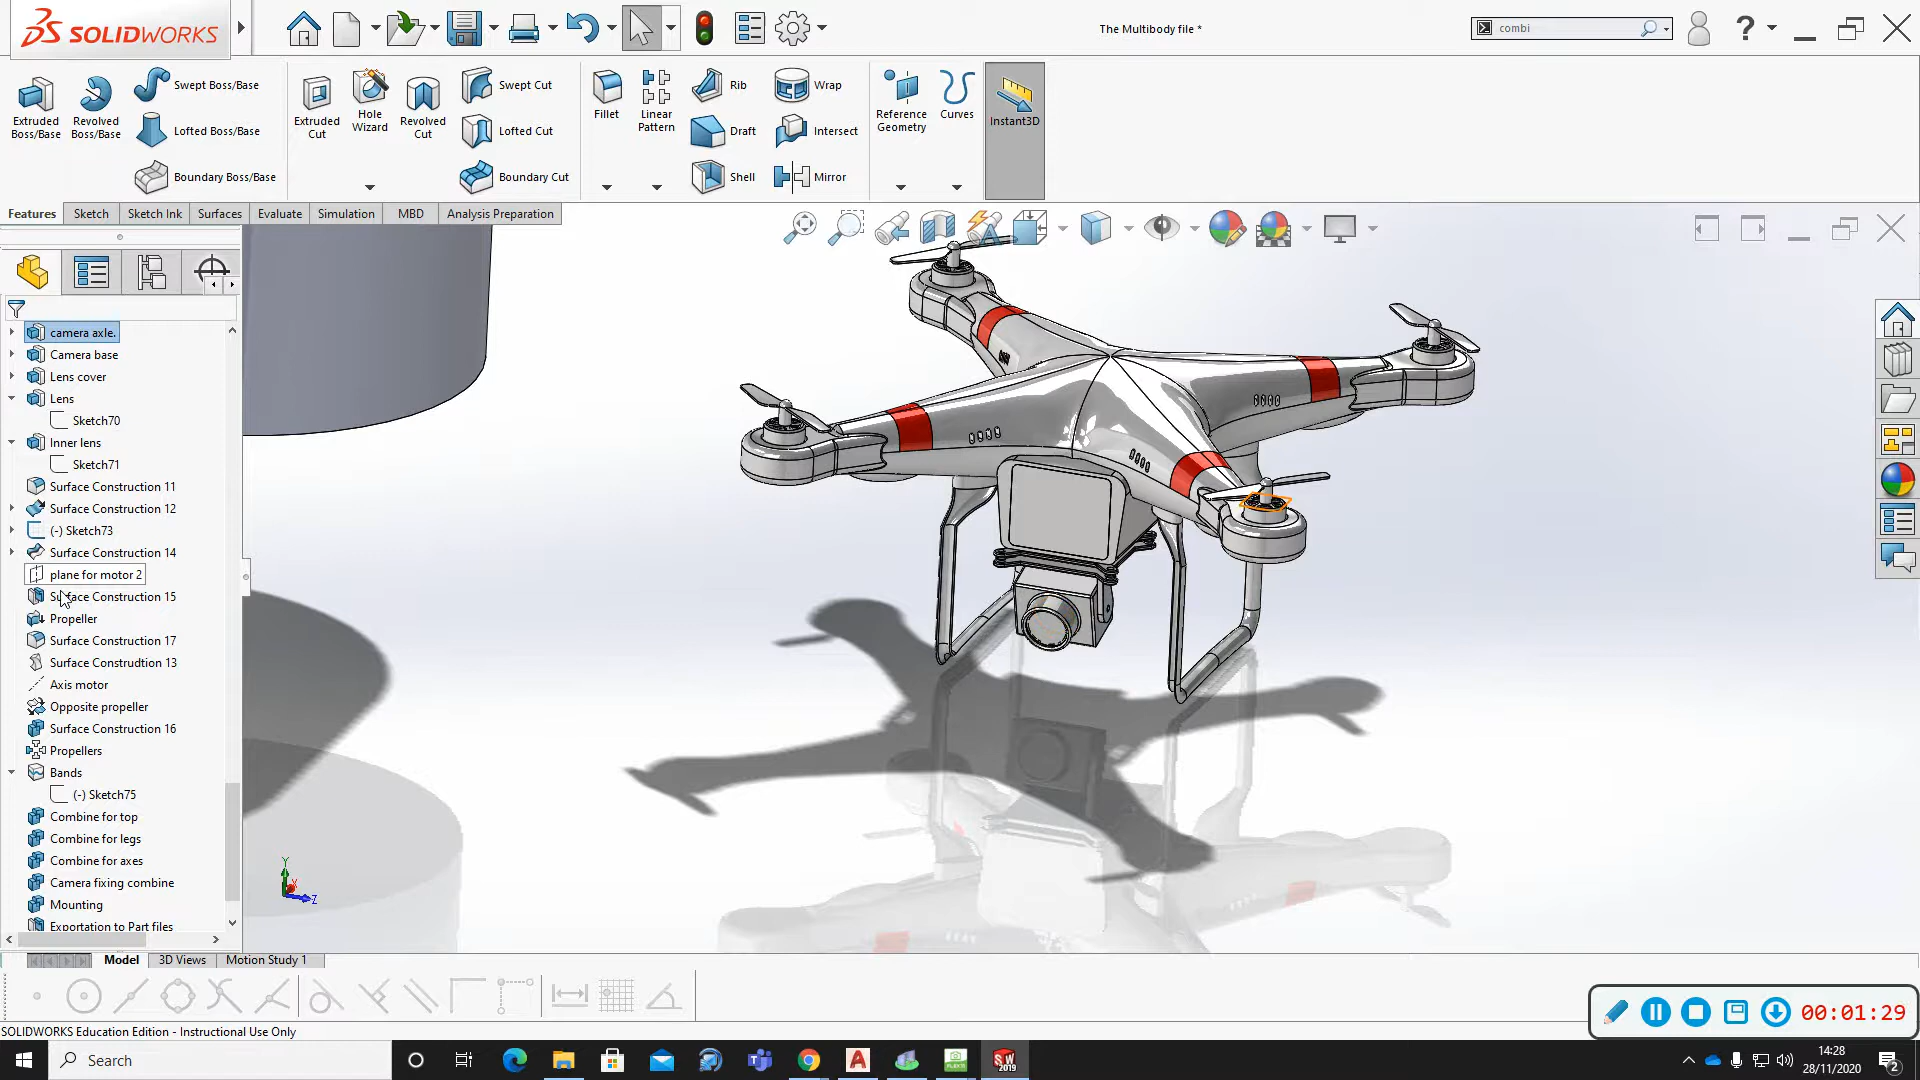 SOLIDWORKS
The Multibody file *
combi
Extruded Boss/Base
Revolved Boss/Base
Swept Boss/Base
Lofted Boss/Base
Boundary Boss/Base
Extruded Cut
Hole Wizard
Revolved Cut
Swept Cut
Lofted Cut
Boundary Cut
Fillet
Linear Pattern
Rib
Draft
Shell
Wrap
Intersect
Mirror
Reference Geometry
Curves
Instant3D
Features
Sketch
Sketch Ink
Surfaces
Evaluate
Simulation
MBD
Analysis Preparation
camera axle.
Camera base
Lens cover
Lens
Sketch70
Inner lens
Sketch71
Surface Construction 11
Surface Construction 12
(-) Sketch73
Surface Construction 14
plane for motor 2
Surface Construction 15
Propeller
Surface Construction 17
Surface Construdtion 13
Axis motor
Opposite propeller
Surface Construction 16
Propellers
Bands
(-) Sketch75
Combine for top
Combine for legs
Combine for axes
Camera fixing combine
Mounting
Exportation to Part files
Y
X
Z
Model
3D Views
Motion Study 1
00:01:29
SOLIDWORKS Education Edition - Instructional Use Only
Search
SW
2019
14:28
28/11/2020
2